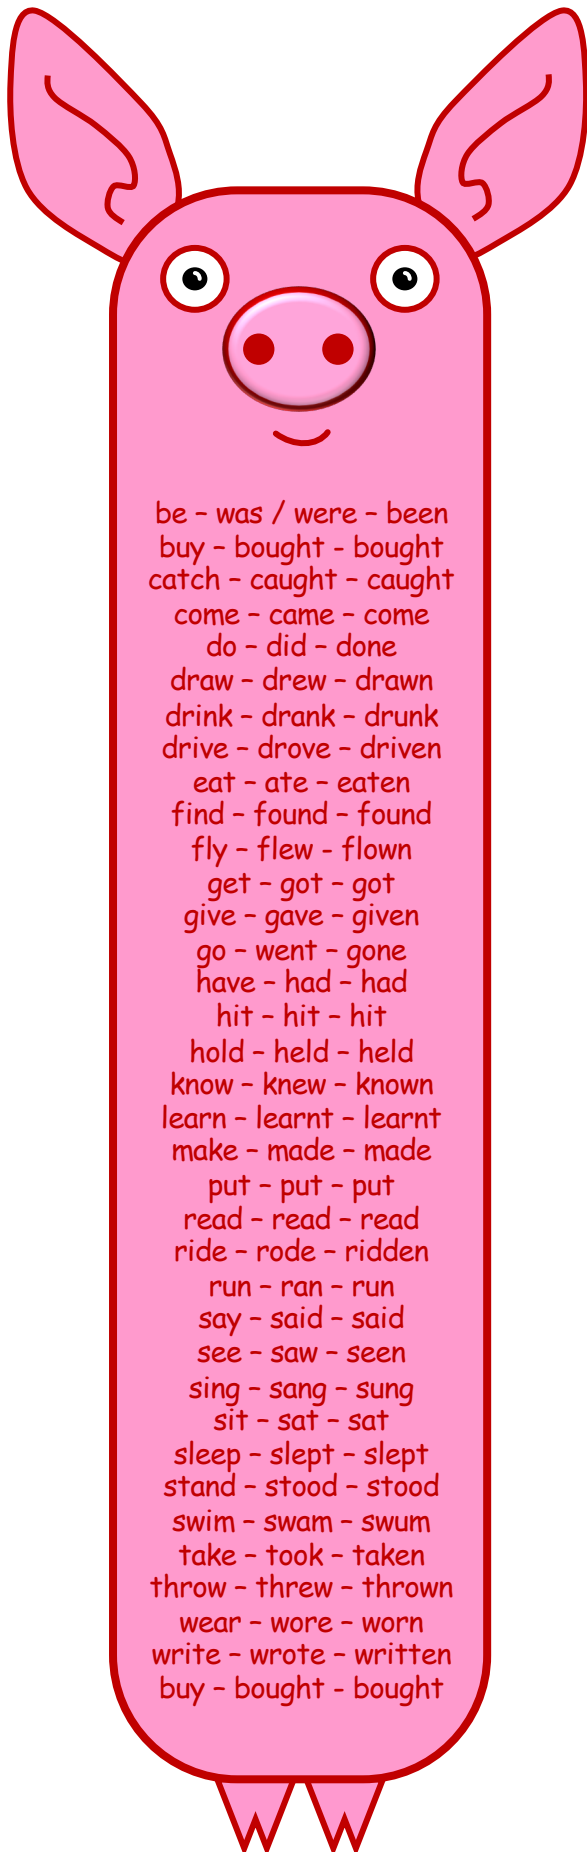 be – was / were – been
buy – bought - bought
catch – caught – caught
come – came – come
do – did – done
draw – drew – drawn
drink – drank – drunk
drive – drove – driven
eat – ate – eaten
find – found – found
fly – flew - flown
get – got – got
give – gave – given
go – went – gone
have – had – had
hit – hit – hit
hold – held – held
know – knew – known
learn – learnt – learnt
make – made – made
put – put – put
read – read – read
ride – rode – ridden
run – ran – run
say – said – said
see – saw – seen
sing – sang – sung
sit – sat – sat
sleep – slept – slept
stand – stood – stood
swim – swam – swum
take – took – taken
throw – threw – thrown
wear – wore – worn
write – wrote – written
buy – bought - bought